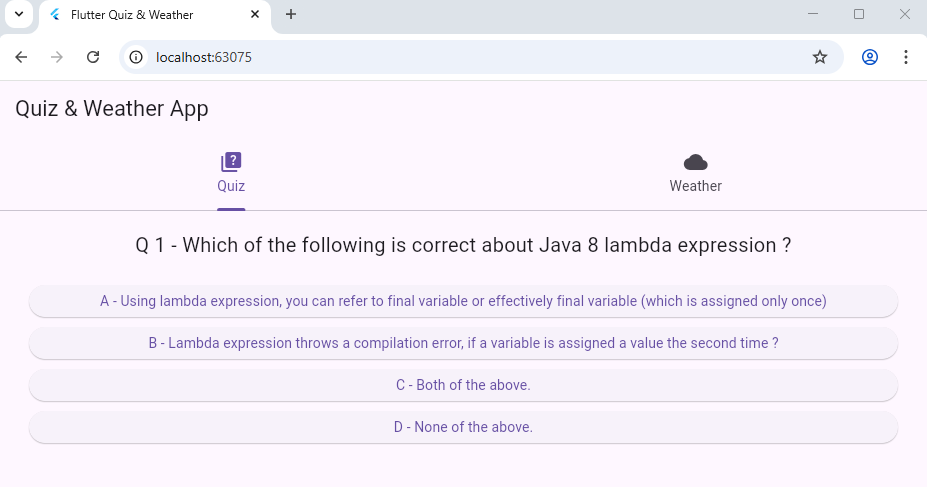 Flutter Quiz & Weather
localhost:63075
Quiz & Weather App
Quiz
Weather
Q 1 - Which of the following is correct about Java 8 lambda expression ?
A - Using lambda expression, you can refer to final variable or effectively final variable (which is assigned only once)
B - Lambda expression throws a compilation error, if a variable is assigned a value the second time ?
C - Both of the above.
D - None of the above.